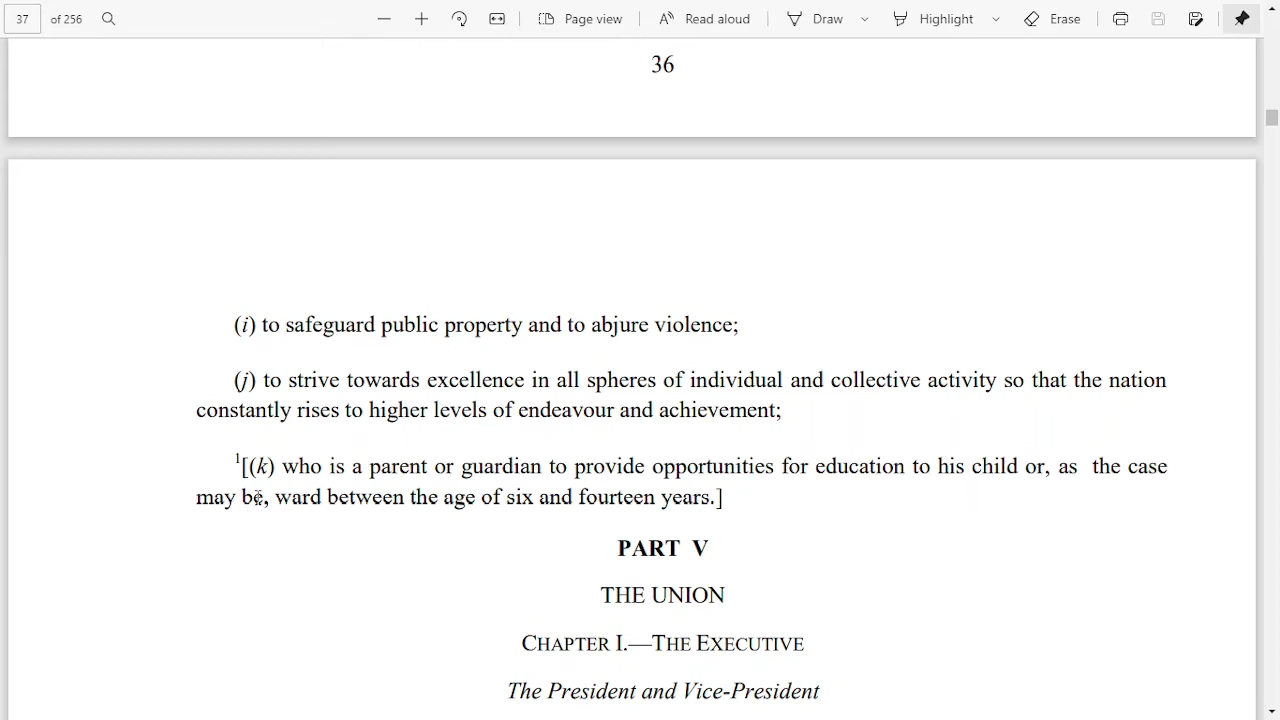 37 of 256 Page view Read aloud Draw Highlight Erase
36
(i) to safeguard public property and to abjure violence;
(j) to strive towards excellence in all spheres of individual and collective activity so that the nation
constantly rises to higher levels of endeavour and achievement;
1[(k) who is a parent or guardian to provide opportunities for education to his child or, as the case
may be, ward between the age of six and fourteen years.]
PART V
THE UNION
CHAPTER I.—THE EXECUTIVE
The President and Vice-President